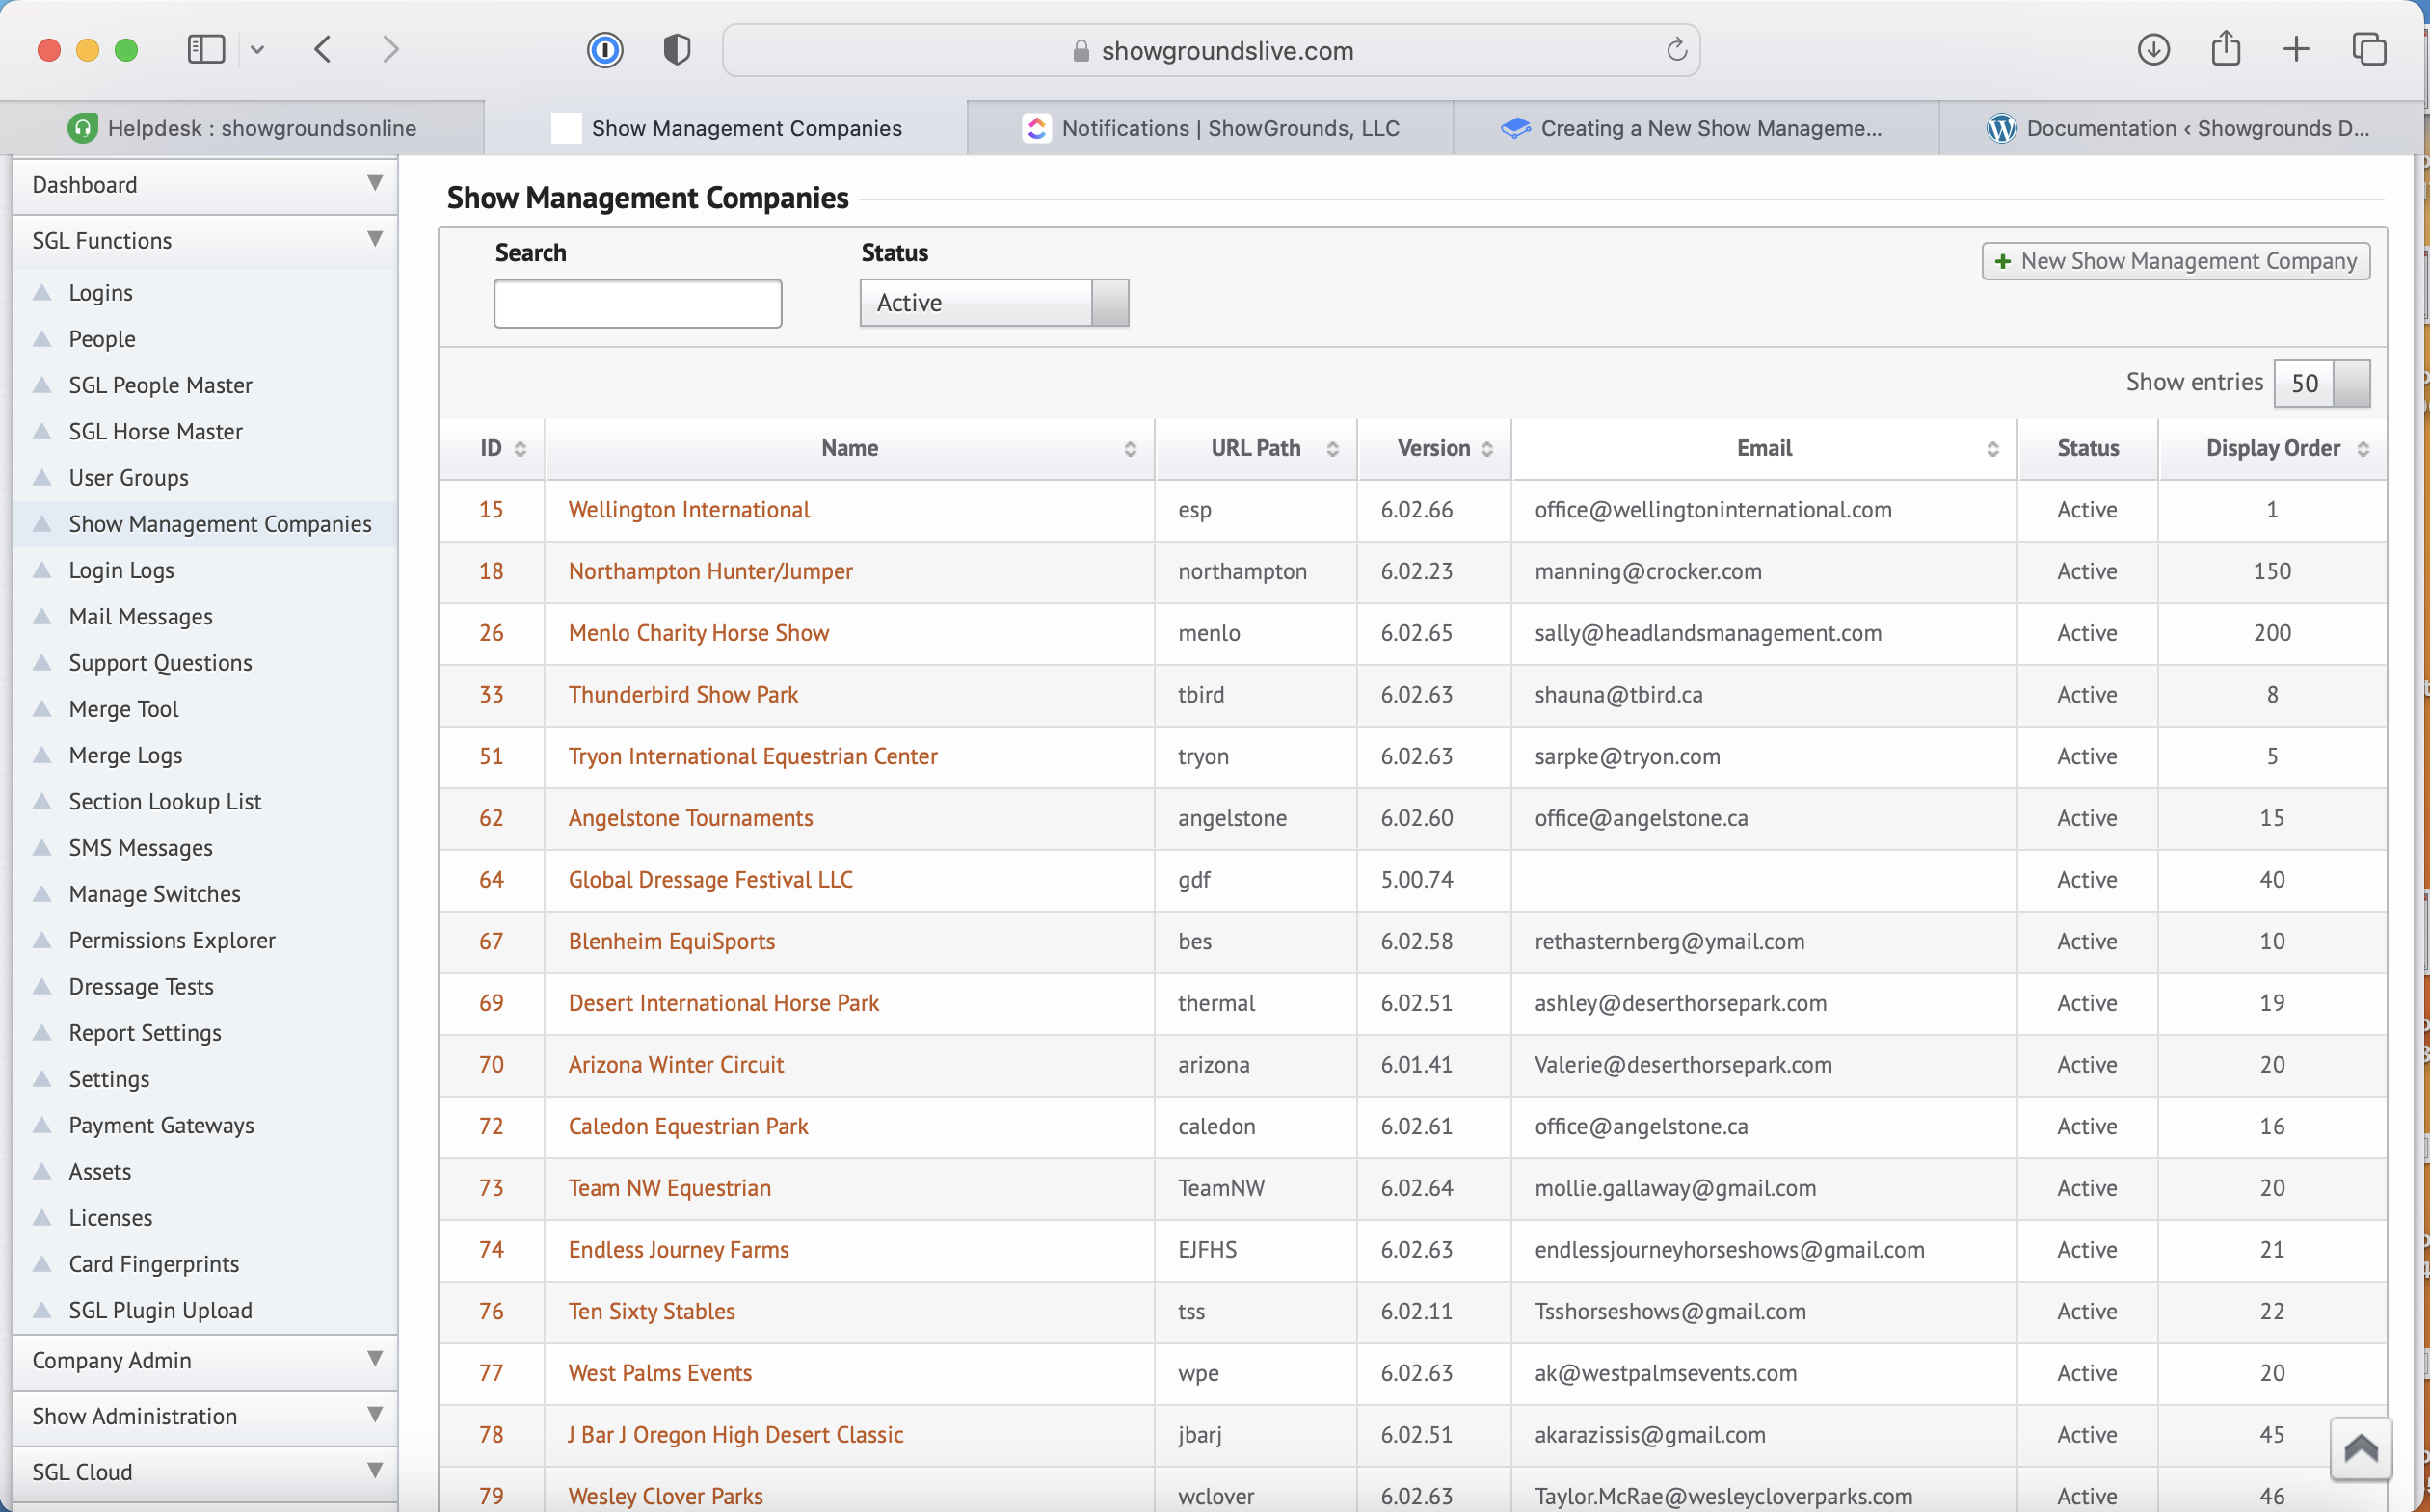 showgroundslive.com
Helpdesk : showgroundsonline
Show Management Companies
Notifications | ShowGrounds, LLC
Creating a New Show Manageme...
Documentation ‹ Showgrounds D...
Dashboard
SGL Functions
Logins
People
SGL People Master
SGL Horse Master
User Groups
Show Management Companies
Login Logs
Mail Messages
Support Questions
Merge Tool
Merge Logs
Section Lookup List
SMS Messages
Manage Switches
Permissions Explorer
Dressage Tests
Report Settings
Settings
Payment Gateways
Assets
Licenses
Card Fingerprints
SGL Plugin Upload
Company Admin
Show Administration
SGL Cloud
Show Management Companies
Search Status
Active
+ New Show Management Company
Show entries 50
ID Name URL Path Version Email Status Display Order
15 Wellington International esp 6.02.66 office@wellingtoninternational.com Active 1
18 Northampton Hunter/Jumper northampton 6.02.23 manning@crocker.com Active 150
26 Menlo Charity Horse Show menlo 6.02.65 sally@headlandsmanagement.com Active 200
33 Thunderbird Show Park tbird 6.02.63 shauna@tbird.ca Active 8
51 Tryon International Equestrian Center tryon 6.02.63 sarpke@tryon.com Active 5
62 Angelstone Tournaments angelstone 6.02.60 office@angelstone.ca Active 15
64 Global Dressage Festival LLC gdf 5.00.74 Active 40
67 Blenheim EquiSports bes 6.02.58 rethasternberg@ymail.com Active 10
69 Desert International Horse Park thermal 6.02.51 ashley@deserthorsepark.com Active 19
70 Arizona Winter Circuit arizona 6.01.41 Valerie@deserthorsepark.com Active 20
72 Caledon Equestrian Park caledon 6.02.61 office@angelstone.ca Active 16
73 Team NW Equestrian TeamNW 6.02.64 mollie.gallaway@gmail.com Active 20
74 Endless Journey Farms EJFHS 6.02.63 endlessjourneyhorseshows@gmail.com Active 21
76 Ten Sixty Stables tss 6.02.11 Tsshorseshows@gmail.com Active 22
77 West Palms Events wpe 6.02.63 ak@westpalmsevents.com Active 20
78 J Bar J Oregon High Desert Classic jbarj 6.02.51 akarazissis@gmail.com Active 45
79 Wesley Clover Parks wclover 6.02.63 Taylor.McRae@wesleycloverparks.com Active 46